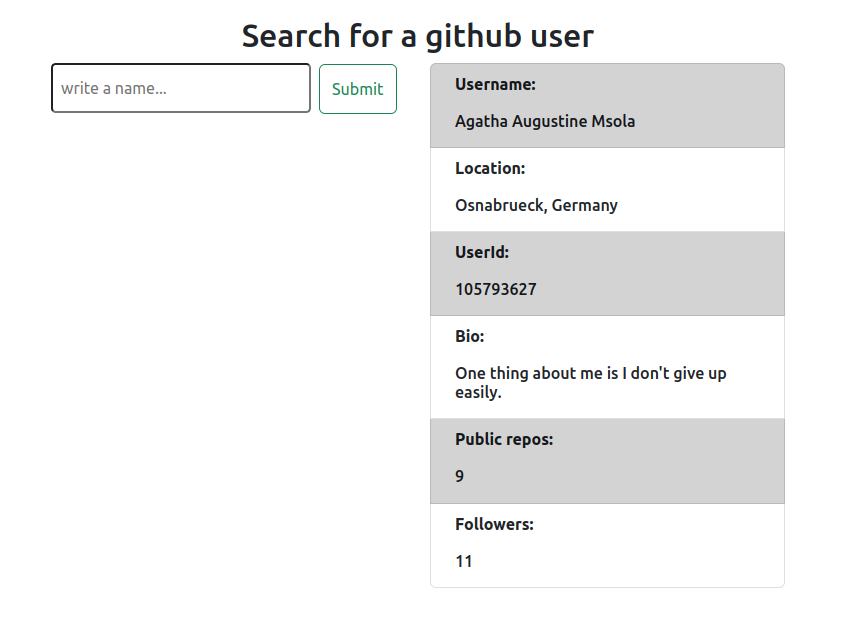 Search for a github user
write a name...
Submit
Username:
Agatha Augustine Msola
Location:
Osnabrueck, Germany
UserId:
105793627
Bio:
One thing about me is I don't give up
easily.
Public repos:
9
Followers:
11